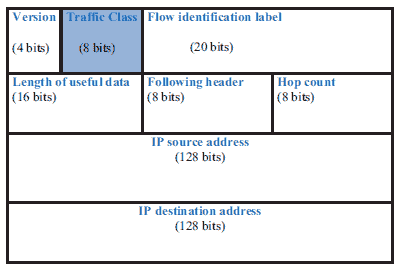 Version Traffic Class Flow identification label
(4 bits) (8 bits) (20 bits)
Length of useful data Following header Hop count
(16 bits) (8 bits) (8 bits)
IP source address
(128 bits)
IP destination address
(128 bits)